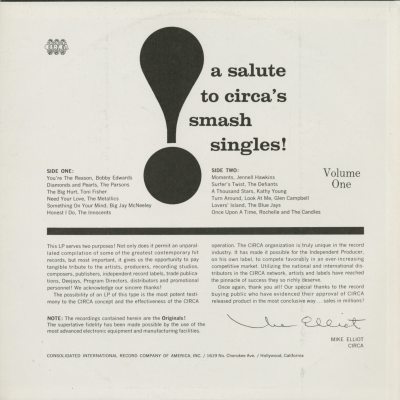 CIRCA
a salute
to circa's
smash
singles!
Volume
One
SIDE ONE:
You're The Reason, Bobby Edwards
Diamonds and Pearls, The Parsons
The Big Hurt, Toni Fisher
Need Your Love, The Metallics
Something On Your Mind, Big Jay McNeeley
Honest I Do, The Innocents
SIDE TWO:
Moments, Jennell Hawkins
Surfer's Twist, The Defiants
A Thousand Stars, Kathy Young
Turn Around, Look At Me, Glen Campbell
Lovers' Island, The Blue Jays
Once Upon A Time, Rochelle and The Candles
This LP serves two purposes! Not only does it permit an unparal-
leled compilation of some of the greatest contemporary hit
records, but most important, it gives us the opportunity to pay
tangible tribute to the artists, producers, recording studios,
composers, publishers, independent record labels, trade publica-
tions, Deejays, Program Directors, distributors and promotional
personnel! We acknowledge our sincere thanks!
The possibility of an LP of this type is the most potent testi-
mony to the CIRCA concept and the effectiveness of the CIRCA
operation. The CIRCA organization is truly unique in the record
industry. It has made it possible for the Independent Producer,
on his own label, to compete favorably in an ever-increasing
competitive market. Utilizing the national and international dis-
tributors in the CIRCA network, artists and labels have reached
the pinnacle of success they so richly deserve.
Once again, thank you all! Our special thanks to the record
buying public who have evidenced their approval of CIRCA
released product in the most conclusive way . . sales in millions!
NOTE: The recordings contained herein are the Originals!
The superlative fidelity has been made possible by the use of the
most advanced electronic equipment and manufacturing facilities.
Mike Elliot
MIKE ELLIOT
CIRCA
CONSOLIDATED INTERNATIONAL RECORD COMPANY OF AMERICA, INC. / 1629 No. Cherokee Ave. / Hollywood, California